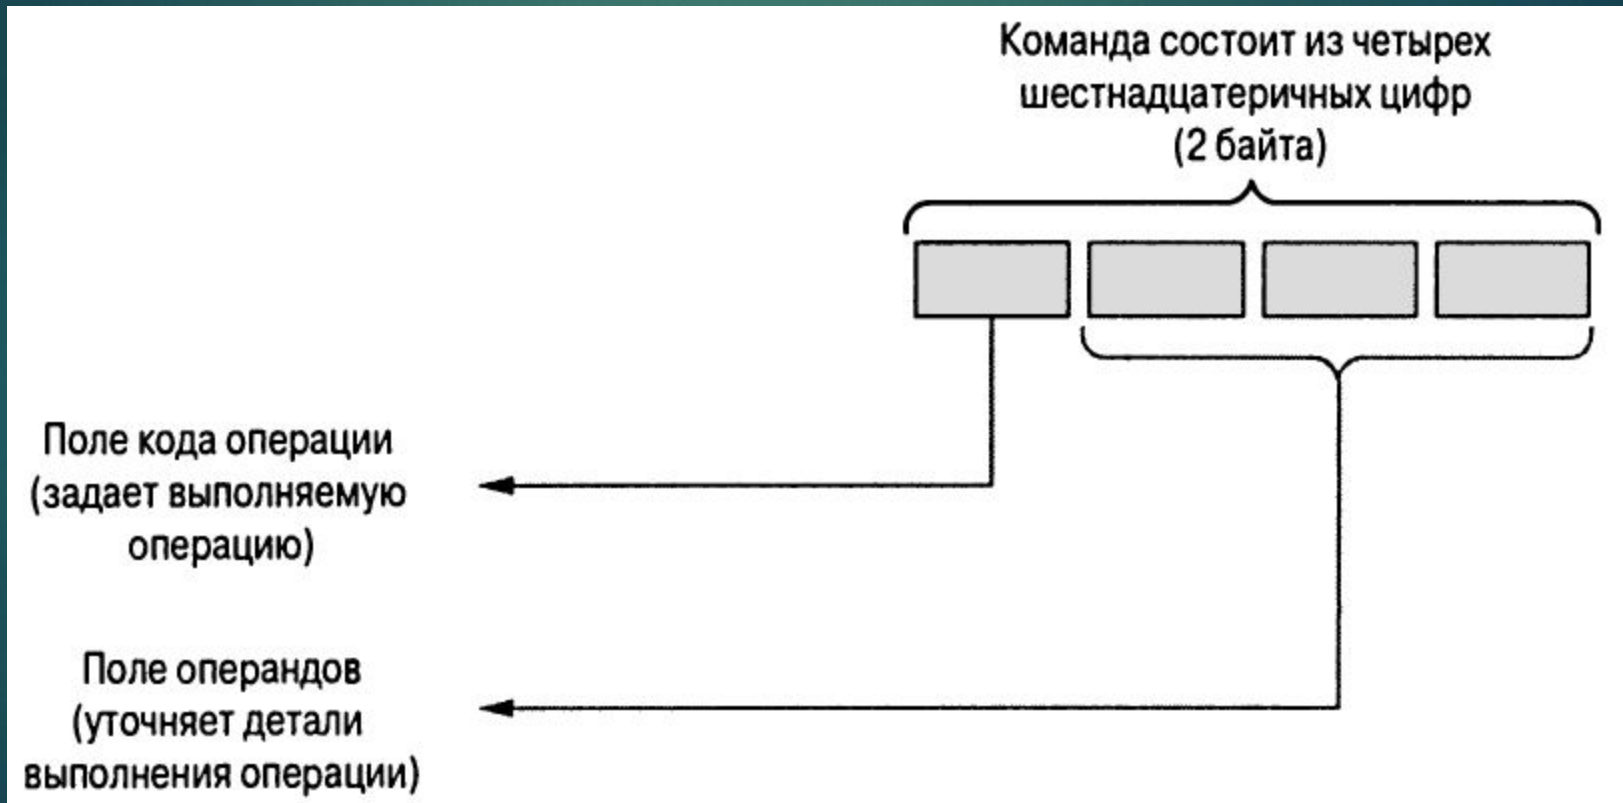 Команда состоит из четырех
шестнадцатеричных цифр
(2 байта)
Поле кода операции
(задает выполняемую
операцию)
Поле операндов
(уточняет детали
выполнения операции)